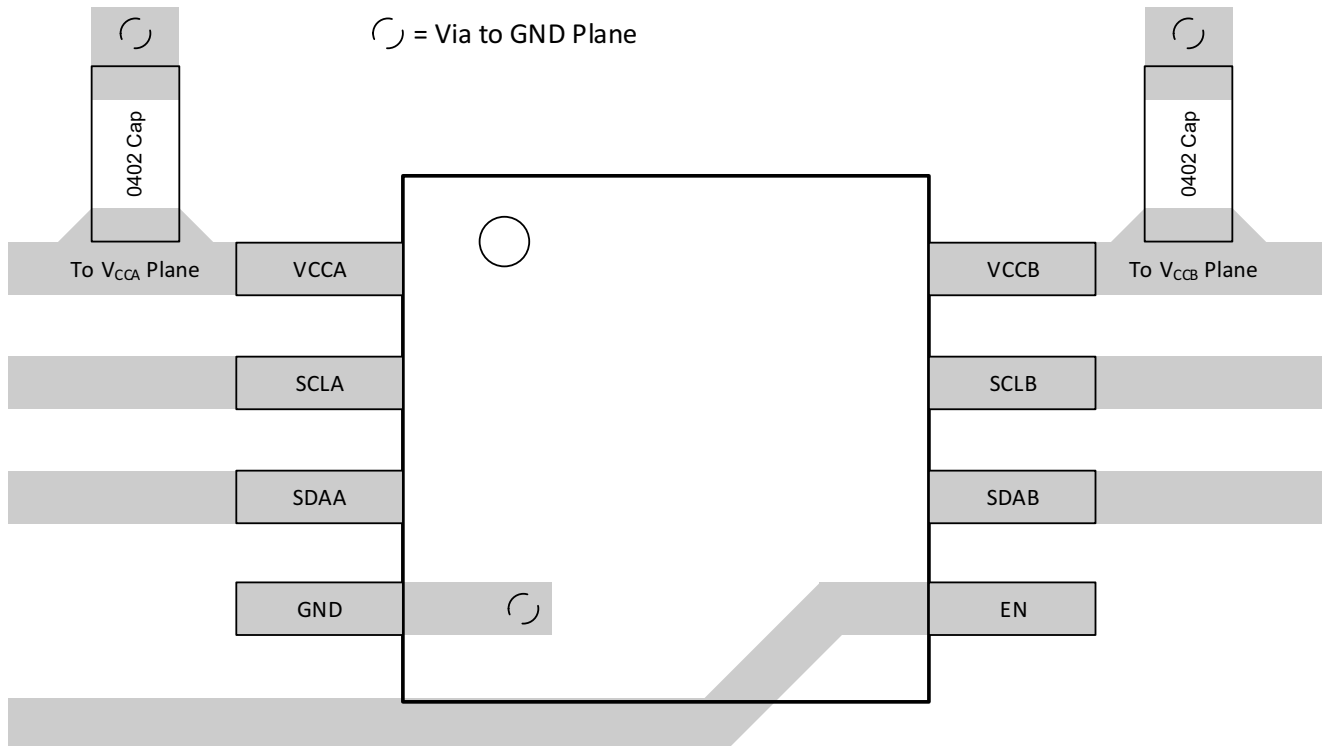 = Via to GND Plane
0402 Cap
0402 Cap
To VCCA Plane
VCCA
VCCB
To VCCB Plane
SCLA
SCLB
SDAA
SDAB
GND
EN